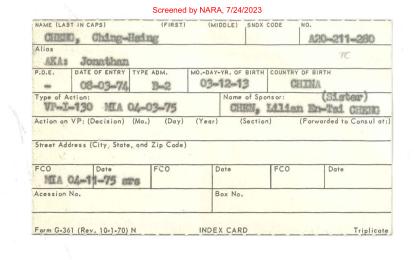 Screened by NARA, 7/24/2023
NAME (LAST IN CAPS) (FIRST) (MIDDLE) SNDX CODE NO.
CHENG, Ching-Hsing A20-211-280
Alias
AKA: Jonathan
P.O.E. DATE OF ENTRY TYPE ADM. MO.-DAY-YR. OF BIRTH COUNTRY OF BIRTH
- 08-03-74 B-2 03-12-13 CHINA
Type of Action: Name of Sponsor: (Sister)
VP-I-130 MIA 04-03-75 CHEN, Lilian En-Tsi CHENG
Action on VP: (Decision) (Mo.) (Day) (Year) (Section) (Forwarded to Consul at:)
Street Address (City, State, and Zip Code)
FCO Date FCO Date FCO Date
MIA 04-11-75 mrs
Acession No. Box No.
Form G-361 (Rev. 10-1-70) N INDEX CARD Triplicate